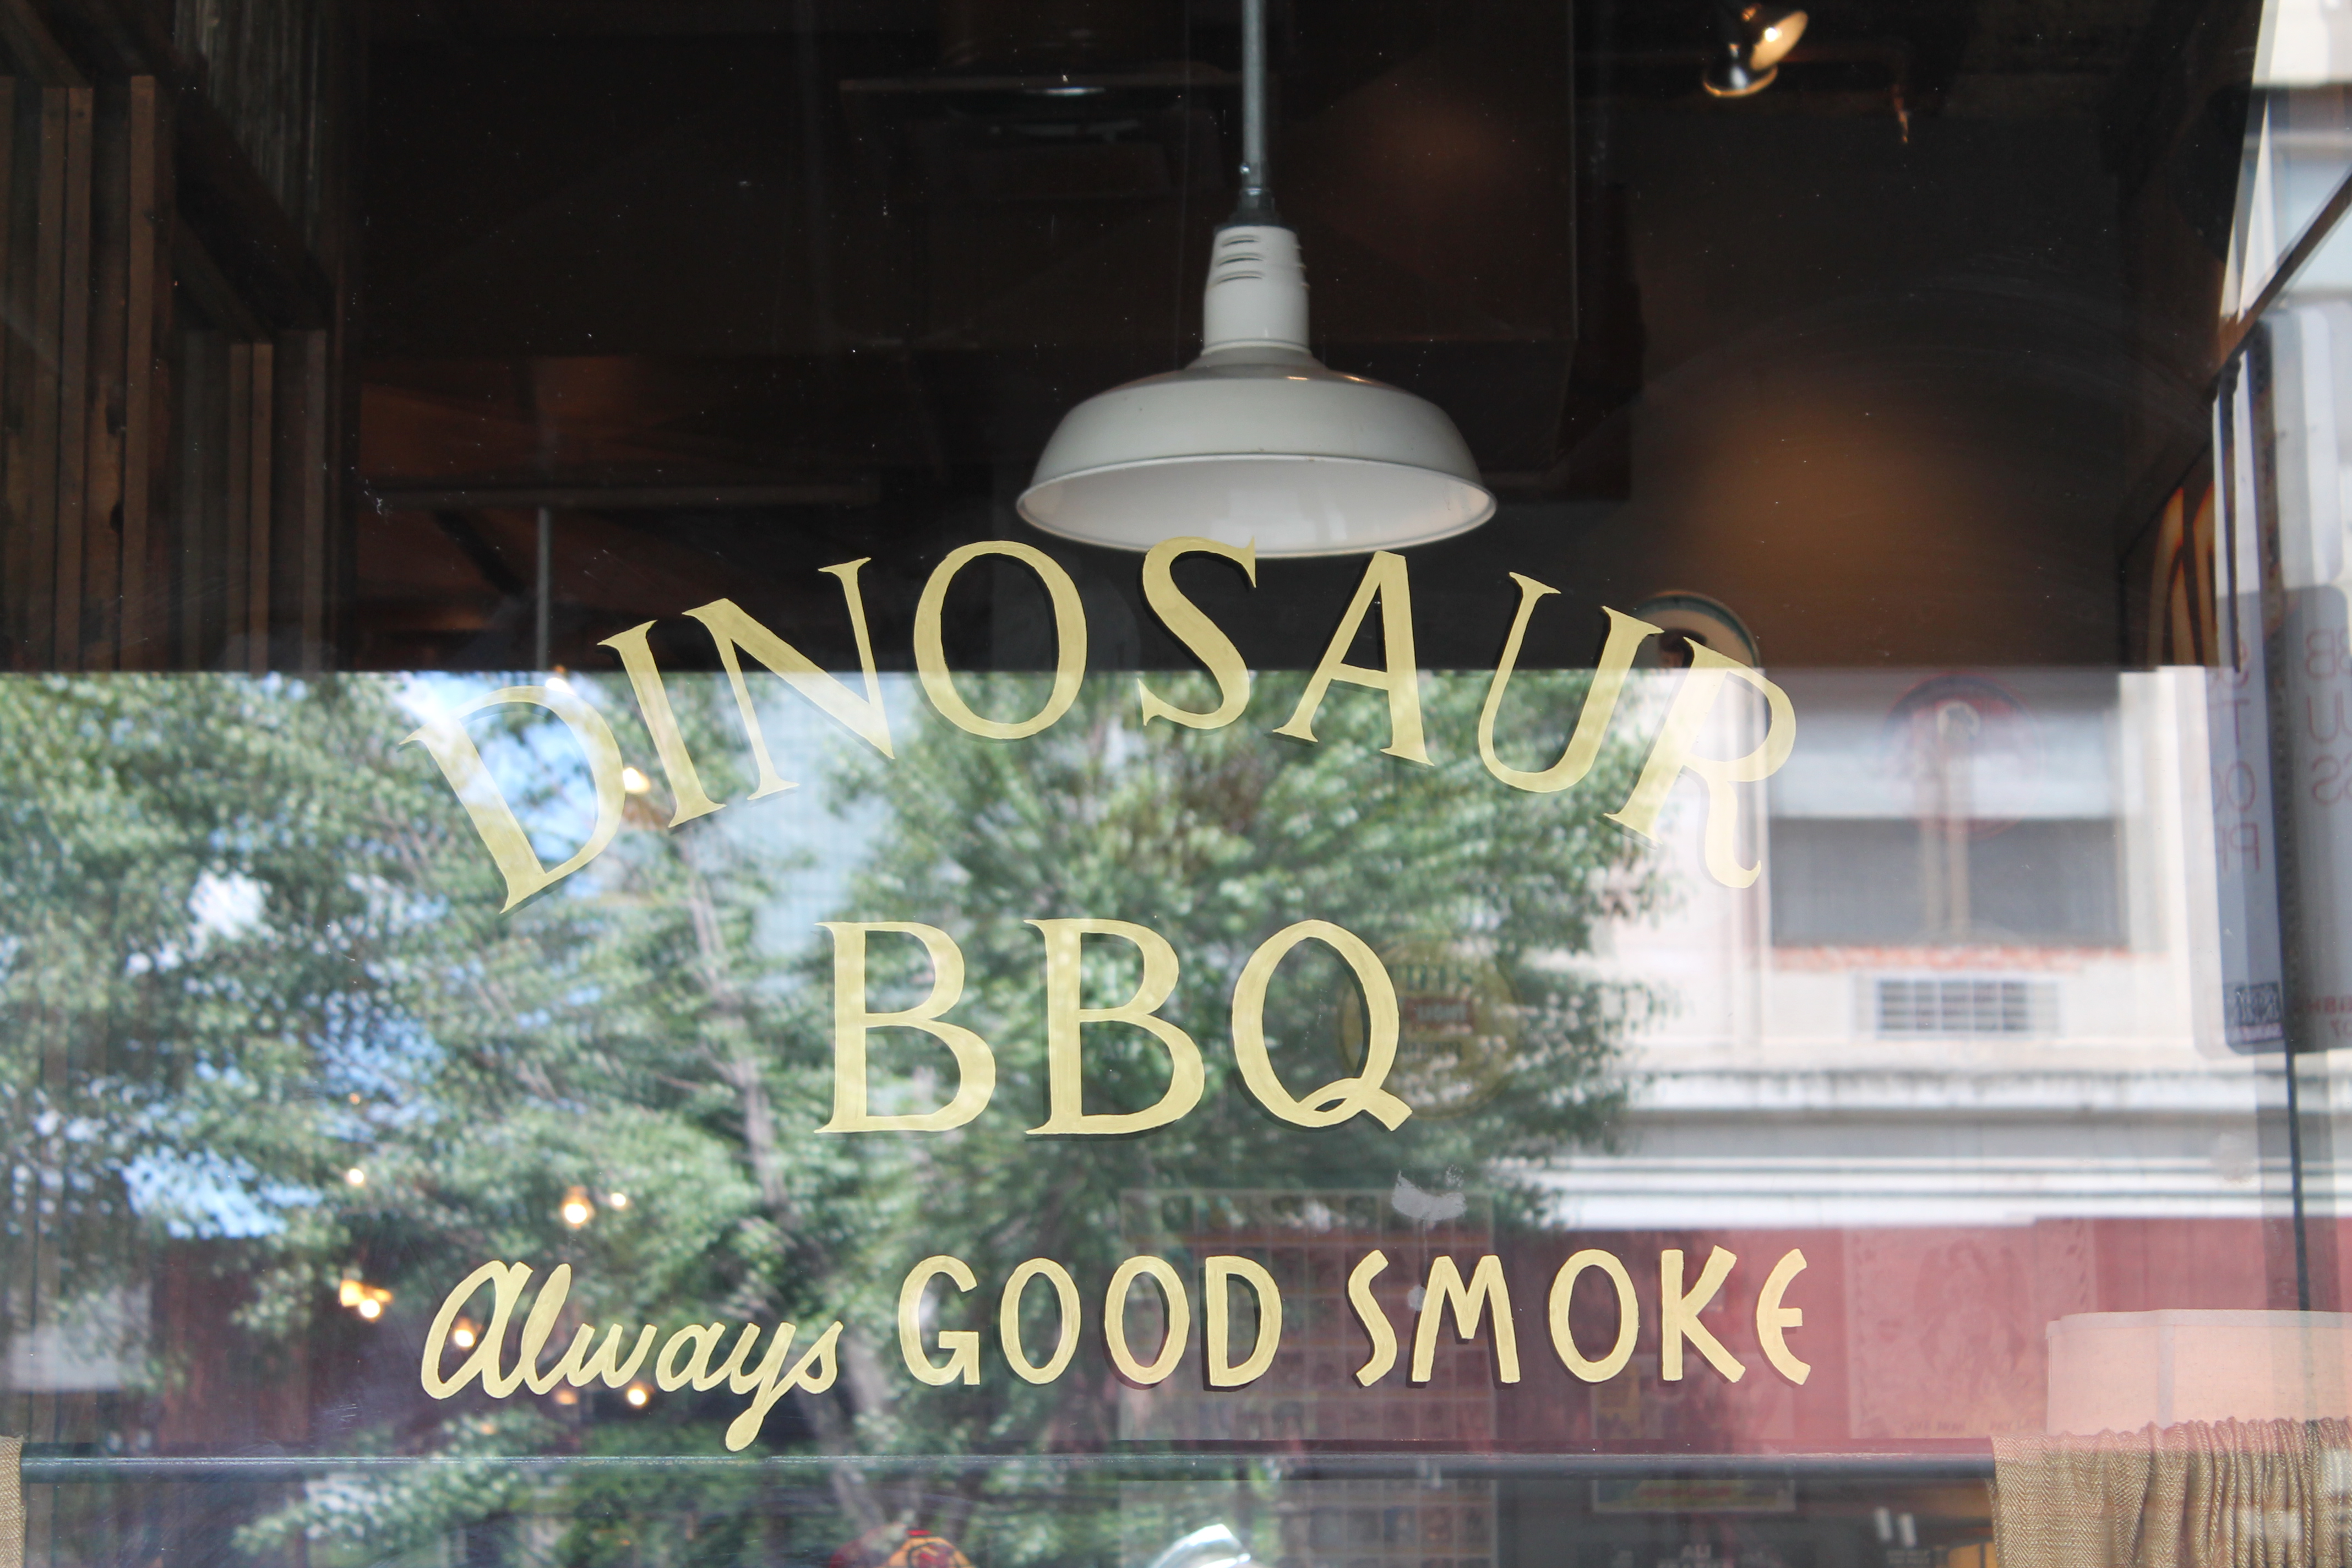 DINOSAUR
BBQ
Always GOOD SMOKE